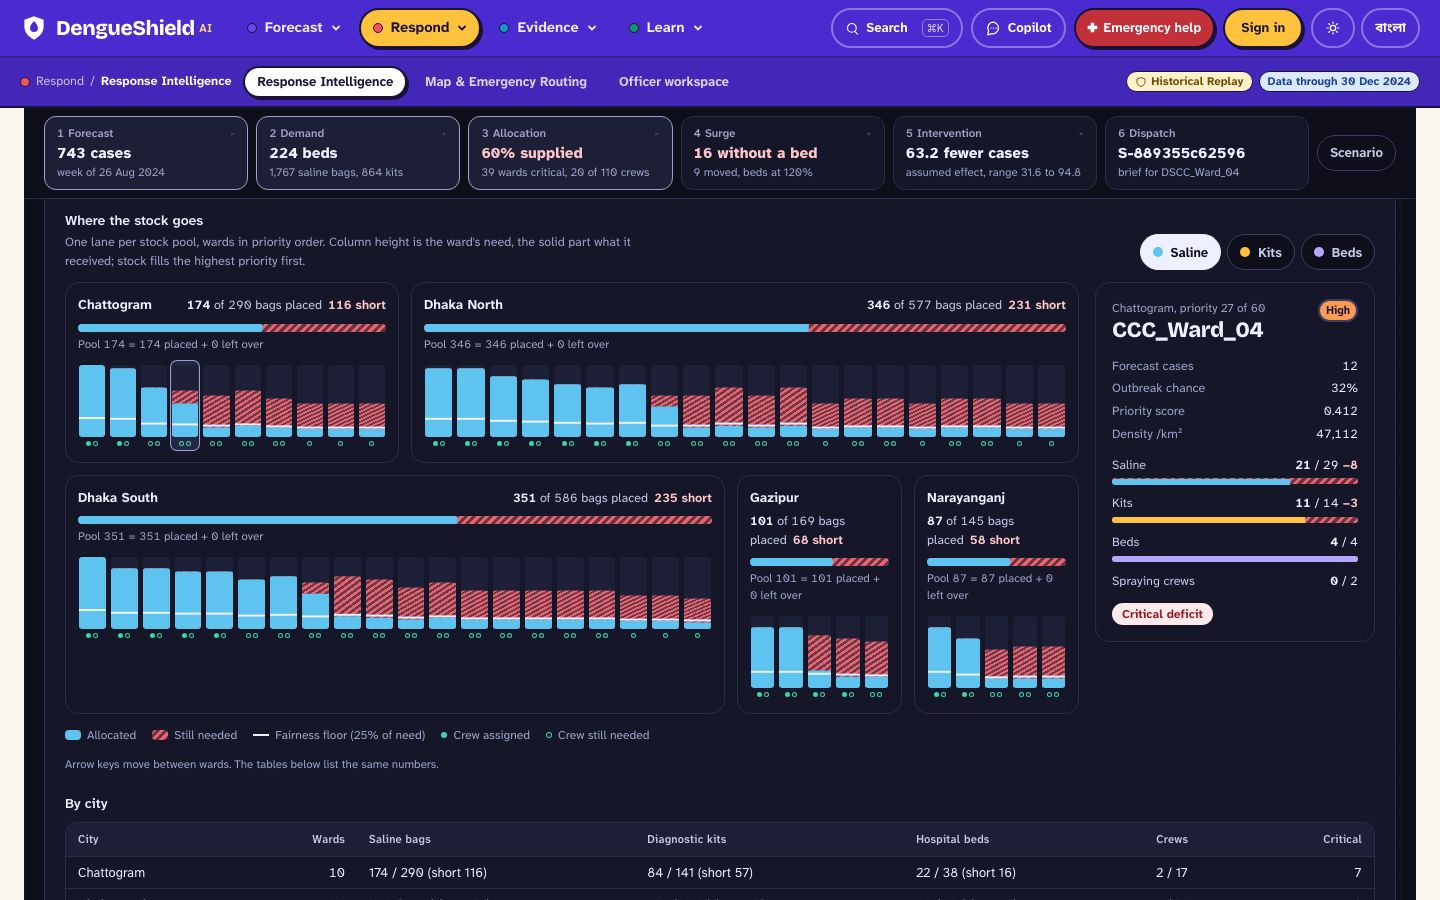 DengueShield AI
Forecast
Respond
Evidence
Learn
Search ⌘K
Copilot
Emergency help
Sign in
বাংলা
Respond / Response Intelligence
Response Intelligence
Map & Emergency Routing
Officer workspace
Historical Replay
Data through 30 Dec 2024
1 Forecast
743 cases
week of 26 Aug 2024
2 Demand
224 beds
1,767 saline bags, 864 kits
3 Allocation
60% supplied
39 wards critical, 20 of 110 crews
4 Surge
16 without a bed
9 moved, beds at 120%
5 Intervention
63.2 fewer cases
assumed effect, range 31.6 to 94.8
6 Dispatch
S-889355c62596
brief for DSCC_Ward_04
Scenario
Where the stock goes
One lane per stock pool, wards in priority order. Column height is the ward's need, the solid part what it
received; stock fills the highest priority first.
Saline
Kits
Beds
Chattogram
174 of 290 bags placed 116 short
Pool 174 = 174 placed + 0 left over
Dhaka North
346 of 577 bags placed 231 short
Pool 346 = 346 placed + 0 left over
Chattogram, priority 27 of 60
High
CCC_Ward_04
Forecast cases 12
Outbreak chance 32%
Priority score 0.412
Density /km² 47,112
Saline 21 / 29 −8
Kits 11 / 14 −3
Beds 4 / 4
Spraying crews 0 / 2
Critical deficit
Dhaka South
351 of 586 bags placed 235 short
Pool 351 = 351 placed + 0 left over
Gazipur
101 of 169 bags
placed 68 short
Pool 101 = 101 placed +
0 left over
Narayanganj
87 of 145 bags
placed 58 short
Pool 87 = 87 placed + 0
left over
Allocated
Still needed
Fairness floor (25% of need)
Crew assigned
Crew still needed
Arrow keys move between wards. The tables below list the same numbers.
By city
City Wards Saline bags Diagnostic kits Hospital beds Crews Critical
Chattogram 10 174 / 290 (short 116) 84 / 141 (short 57) 22 / 38 (short 16) 2 / 17 7